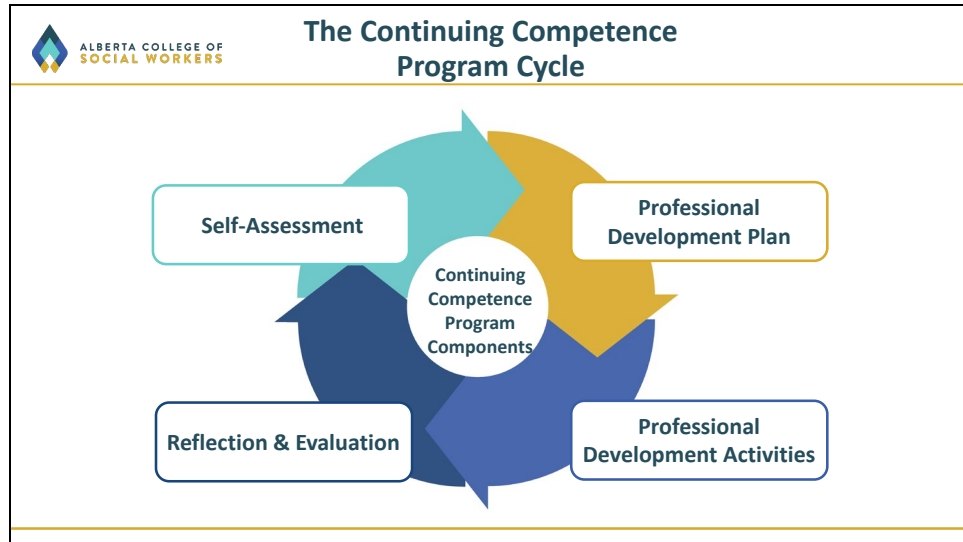 ALBERTA COLLEGE OF
SOCIAL WORKERS
The Continuing Competence
Program Cycle
Self-Assessment
Professional
Development Plan
Continuing
Competence
Program
Components
Reflection & Evaluation
Professional
Development Activities